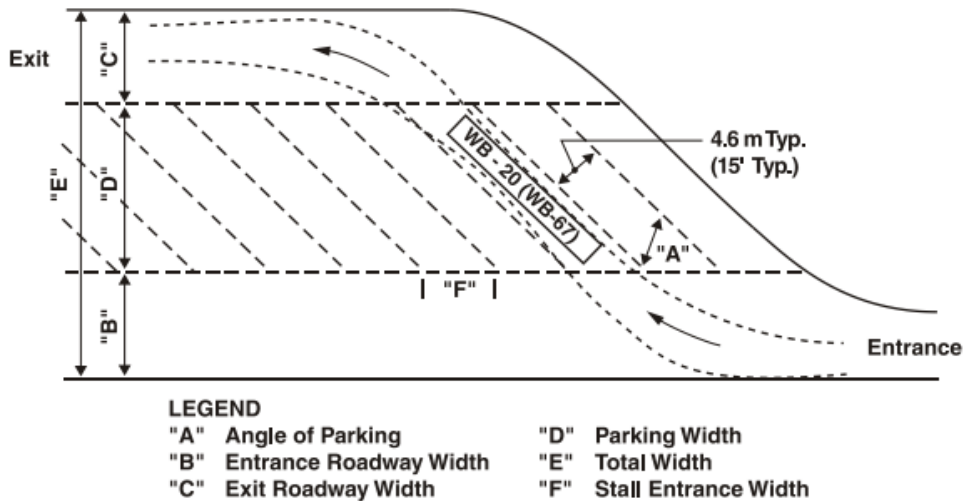 Exit
"C"
4.6 m Typ.
(15' Typ.)
WB - 20 (WB-67)
"E"
"D"
"A"
"F"
"B"
Entrance
LEGEND
"A" Angle of Parking
"B" Entrance Roadway Width
"C" Exit Roadway Width
"D" Parking Width
"E" Total Width
"F" Stall Entrance Width